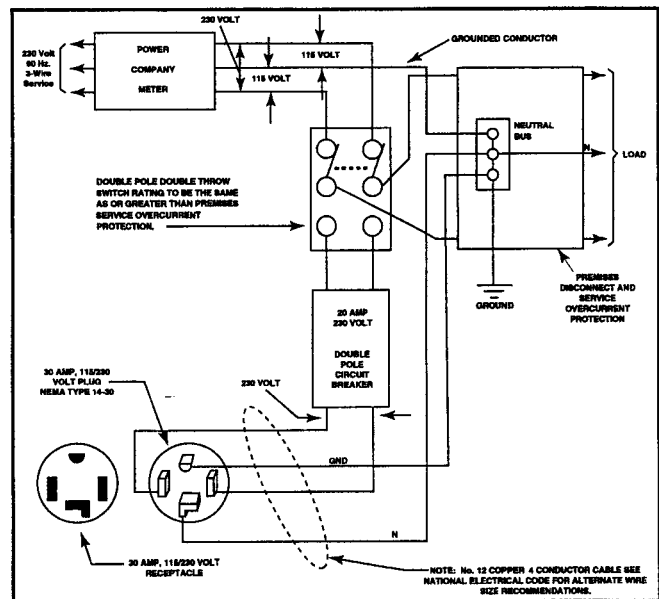 230 VOLT
GROUNDED CONDUCTOR
230 Volt
60 Hz.
3-Wire
Service
POWER
COMPANY
METER
115 VOLT
115 VOLT
NEUTRAL
BUS
N
LOAD
DOUBLE POLE DOUBLE THROW
SWITCH RATING TO BE THE SAME
AS OR GREATER THAN PREMISES
SERVICE OVERCURRENT
PROTECTION.
GROUND
PREMISES
DISCONNECT AND
SERVICE
OVERCURRENT
PROTECTION
20 AMP
230 VOLT
DOUBLE
POLE
CIRCUIT
BREAKER
30 AMP, 115/230
VOLT PLUG
NEMA TYPE 14-30
230 VOLT
GND
N
30 AMP, 115/230 VOLT
RECEPTACLE
NOTE: No. 12 COPPER 4 CONDUCTOR CABLE SEE
NATIONAL ELECTRICAL CODE FOR ALTERNATE WIRE
SIZE RECOMMENDATIONS.